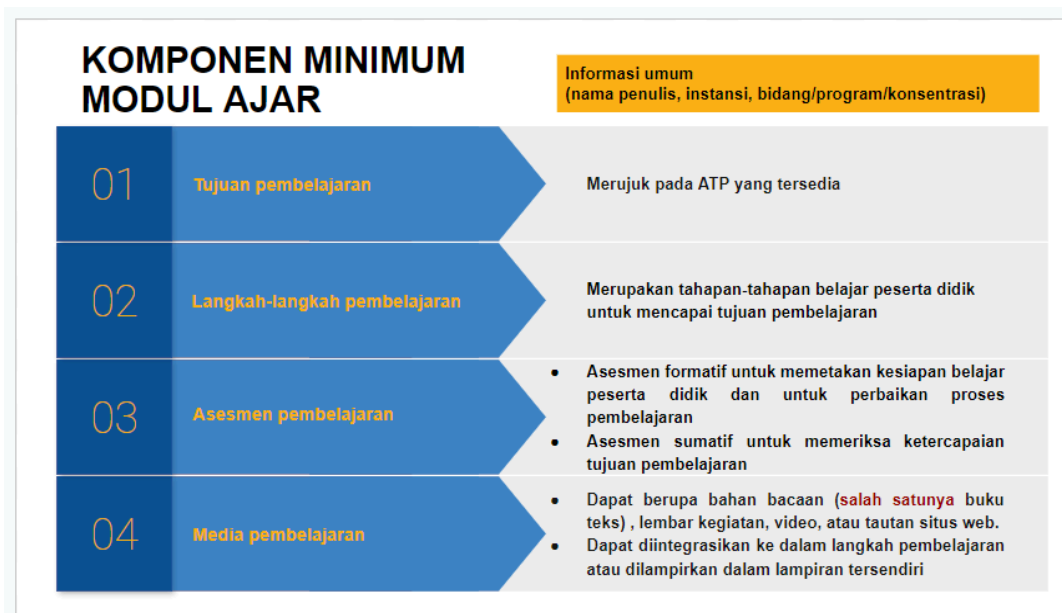 KOMPONEN MINIMUM
MODUL AJAR
Informasi umum
(nama penulis, instansi, bidang/program/konsentrasi)
01
Tujuan pembelajaran
Merujuk pada ATP yang tersedia
02
Langkah-langkah pembelajaran
Merupakan tahapan-tahapan belajar peserta didik
untuk mencapai tujuan pembelajaran
03
Asesmen pembelajaran
• Asesmen formatif untuk memetakan kesiapan belajar
peserta didik dan untuk perbaikan proses
pembelajaran
• Asesmen sumatif untuk memeriksa ketercapaian
tujuan pembelajaran
04
Media pembelajaran
• Dapat berupa bahan bacaan (salah satunya buku
teks) , lembar kegiatan, video, atau tautan situs web.
• Dapat diintegrasikan ke dalam langkah pembelajaran
atau dilampirkan dalam lampiran tersendiri